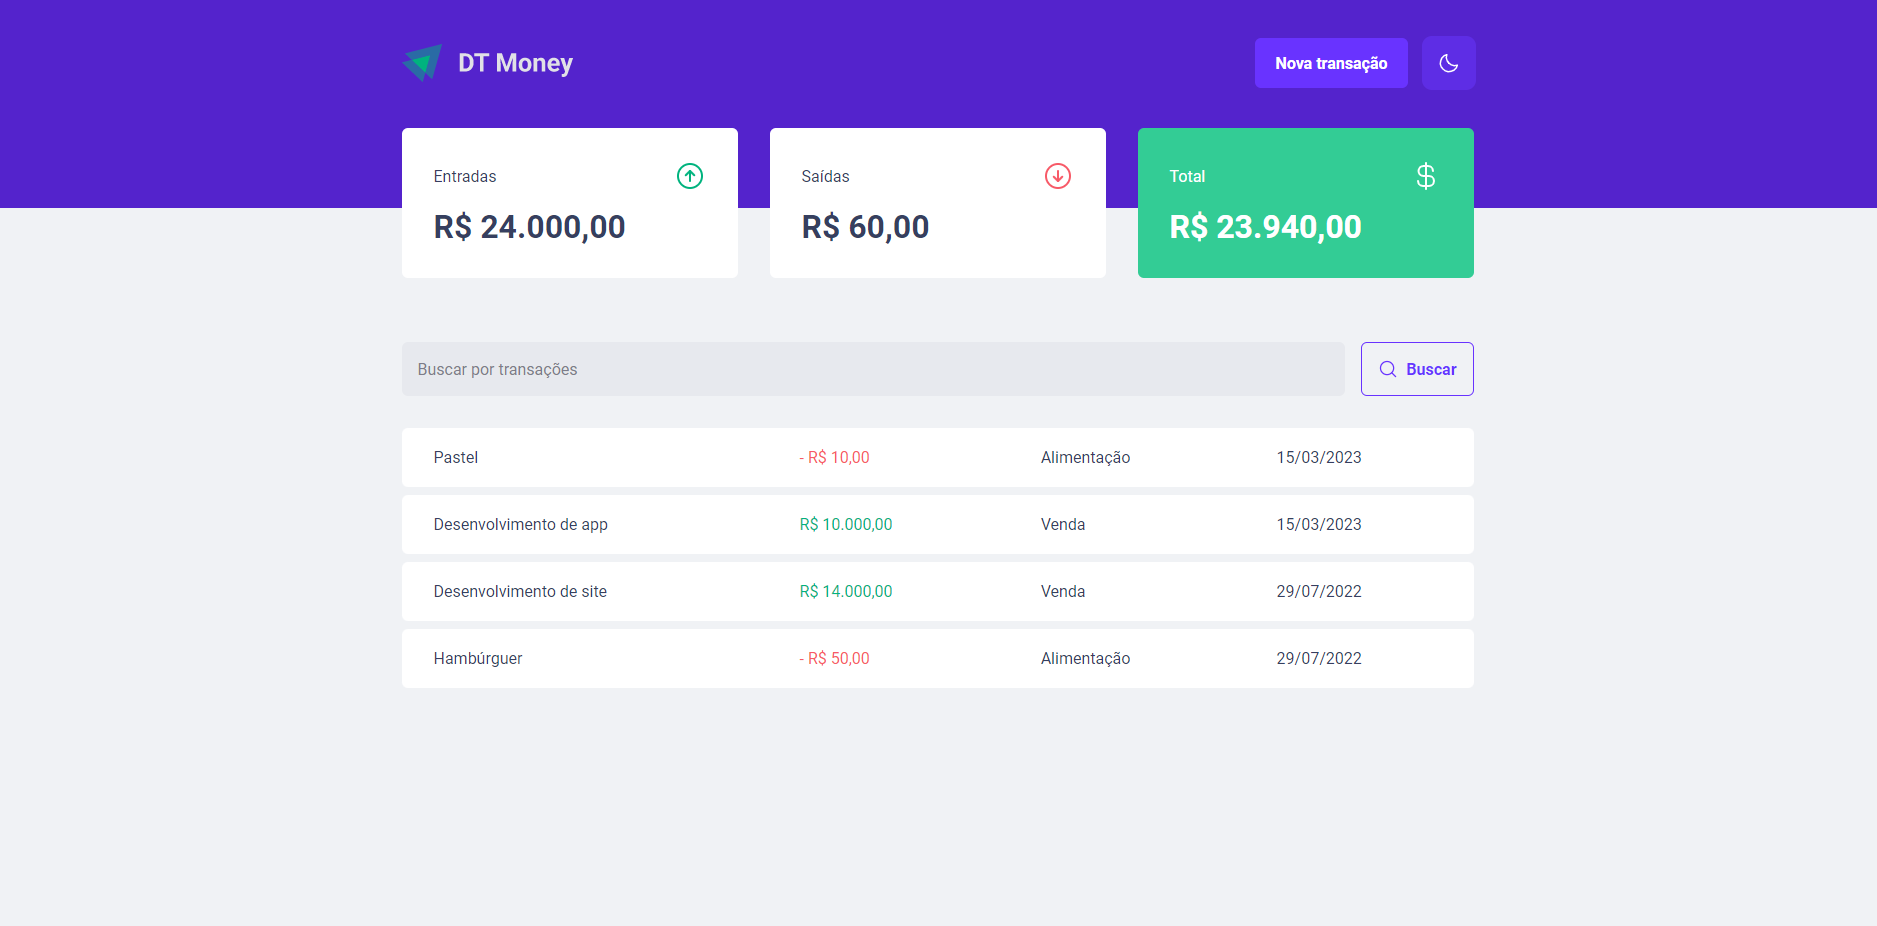 DT Money
Nova transação
Entradas
R$ 24.000,00
Saídas
R$ 60,00
Total
$
R$ 23.940,00
Buscar por transações
Buscar
Pastel - R$ 10,00 Alimentação 15/03/2023
Desenvolvimento de app R$ 10.000,00 Venda 15/03/2023
Desenvolvimento de site R$ 14.000,00 Venda 29/07/2022
Hambúrguer - R$ 50,00 Alimentação 29/07/2022